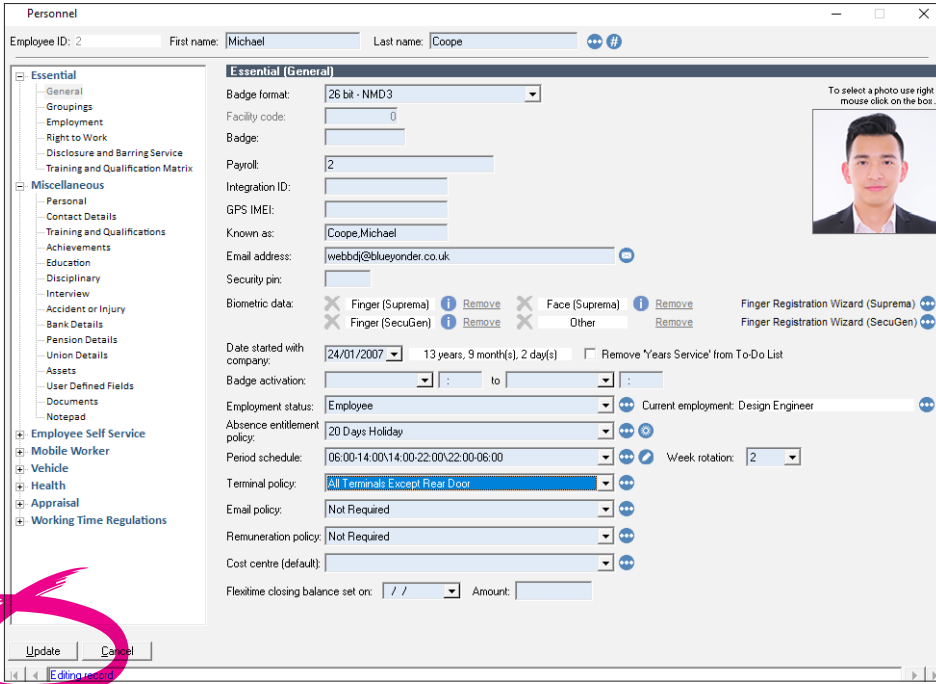 Personnel
Employee ID: 2 First name: Michael Last name: Coope #
Essential
General
Groupings
Employment
Right to Work
Disclosure and Barring Service
Training and Qualification Matrix
Miscellaneous
Personal
Contact Details
Training and Qualifications
Achievements
Education
Disciplinary
Interview
Accident or Injury
Bank Details
Pension Details
Union Details
Assets
User Defined Fields
Documents
Notepad
Employee Self Service
Mobile Worker
Vehicle
Health
Appraisal
Working Time Regulations
Essential (General)
Badge format: 26 bit - NMD3
Facility code: 0
Badge:
Payroll: 2
Integration ID:
GPS IMEI:
Known as: Coope,Michael
Email address: webbdj@blueyonder.co.uk
Security pin:
To select a photo use right
mouse click on the box .
Biometric data: Finger (Suprema) i Remove Face (Suprema) i Remove Finger Registration Wizard (Suprema)
Finger (SecuGen) i Remove Other Remove Finger Registration Wizard (SecuGen)
Date started with
company: 24/01/2007 13 years, 9 month(s), 2 day(s) Remove 'Years Service' from To-Do List
Badge activation: : to :
Employment status: Employee Current employment: Design Engineer
Absence entitlement
policy: 20 Days Holiday
Period schedule: 06:00-14:00\14:00-22:00\22:00-06:00 Week rotation: 2
Terminal policy: All Terminals Except Rear Door
Email policy: Not Required
Remuneration policy: Not Required
Cost centre (default):
Flexitime closing balance set on: / / Amount:
Update Cancel
Editing record